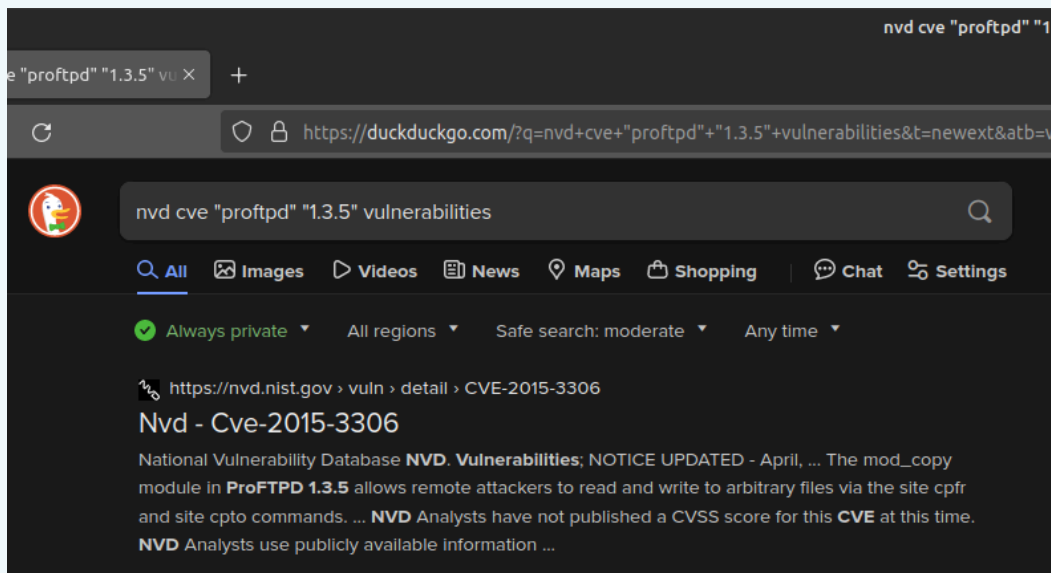 nvd cve "proftpd" "1
e "proftpd" "1.3.5" vu
https://duckduckgo.com/?q=nvd+cve+"proftpd"+"1.3.5"+vulnerabilities&t=newext&atb=v
nvd cve "proftpd" "1.3.5" vulnerabilities
All Images Videos News Maps Shopping Chat Settings
Always private All regions Safe search: moderate Any time
https://nvd.nist.gov › vuln › detail › CVE-2015-3306
Nvd - Cve-2015-3306
National Vulnerability Database NVD. Vulnerabilities; NOTICE UPDATED - April, ... The mod_copy
module in ProFTPD 1.3.5 allows remote attackers to read and write to arbitrary files via the site cpfr
and site cpto commands. ... NVD Analysts have not published a CVSS score for this CVE at this time.
NVD Analysts use publicly available information ...